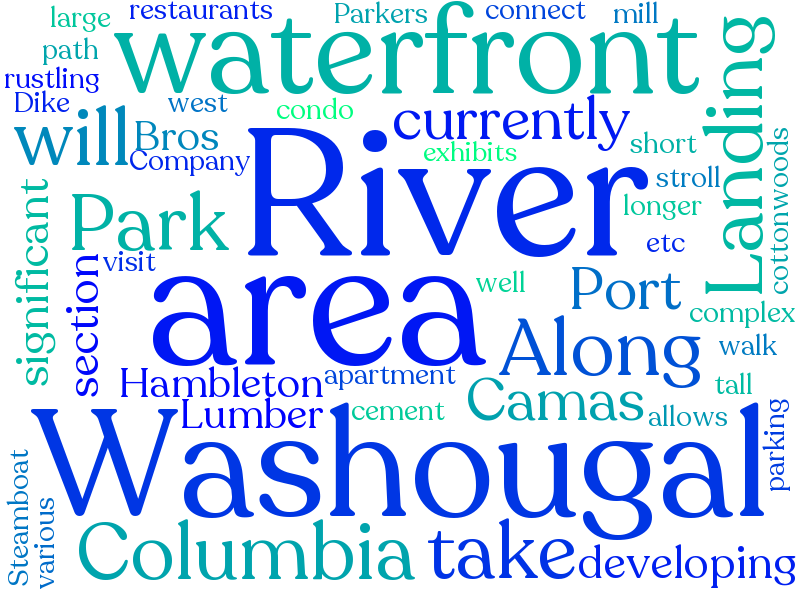 large
restaurants
Parkers
connect
mill
path
waterfront
rustling
Dike
west
condo
currently
Landing
will
Bros
Company
exhibits
short
cottonwoods
River
stroll
Park
longer
significant
section
visit
etc
area
well
Port
complex
Along
walk
Hambleton
apartment
tall
Lumber
cement
Camas
allows
parking
Washougal
Steamboat
various
Columbia
take
developing